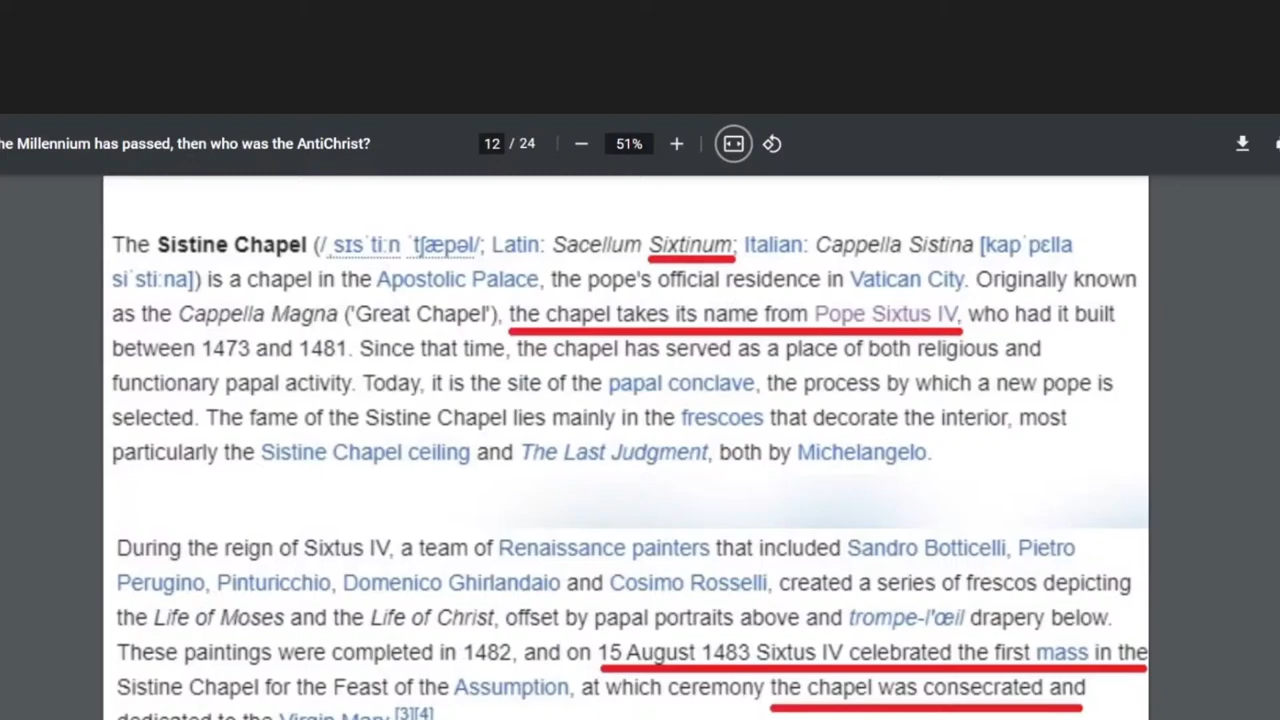 he Millennium has passed, then who was the AntiChrist? 12 / 24 51%
The Sistine Chapel (/ˌsɪsˈtiːn ˈtʃæpəl/; Latin: Sacellum Sixtinum; Italian: Cappella Sistina [kapˈpɛlla
siˈstiːna]) is a chapel in the Apostolic Palace, the pope's official residence in Vatican City. Originally known
as the Cappella Magna ('Great Chapel'), the chapel takes its name from Pope Sixtus IV, who had it built
between 1473 and 1481. Since that time, the chapel has served as a place of both religious and
functionary papal activity. Today, it is the site of the papal conclave, the process by which a new pope is
selected. The fame of the Sistine Chapel lies mainly in the frescoes that decorate the interior, most
particularly the Sistine Chapel ceiling and The Last Judgment, both by Michelangelo.
During the reign of Sixtus IV, a team of Renaissance painters that included Sandro Botticelli, Pietro
Perugino, Pinturicchio, Domenico Ghirlandaio and Cosimo Rosselli, created a series of frescos depicting
the Life of Moses and the Life of Christ, offset by papal portraits above and trompe-l'œil drapery below.
These paintings were completed in 1482, and on 15 August 1483 Sixtus IV celebrated the first mass in the
Sistine Chapel for the Feast of the Assumption, at which ceremony the chapel was consecrated and
dedicated to the Virgin Mary.[3][4]